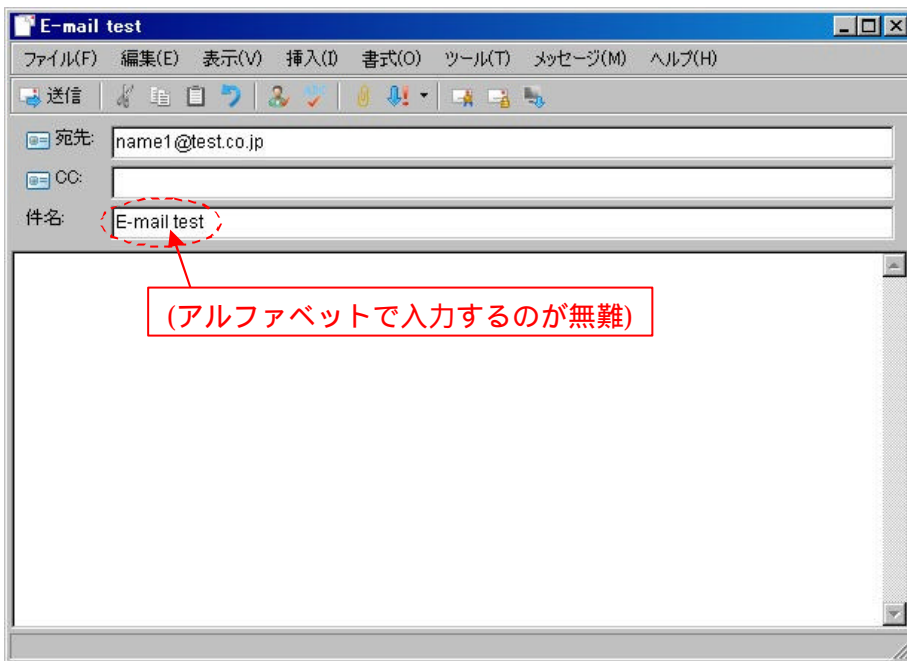 E-mail test
ファイル(F) 編集(E) 表示(V) 挿入(I) 書式(O) ツール(T) メッセージ(M) ヘルプ(H)
送信
宛先: name1@test.co.jp
CC:
件名: E-mail test
(アルファベットで入力するのが無難)